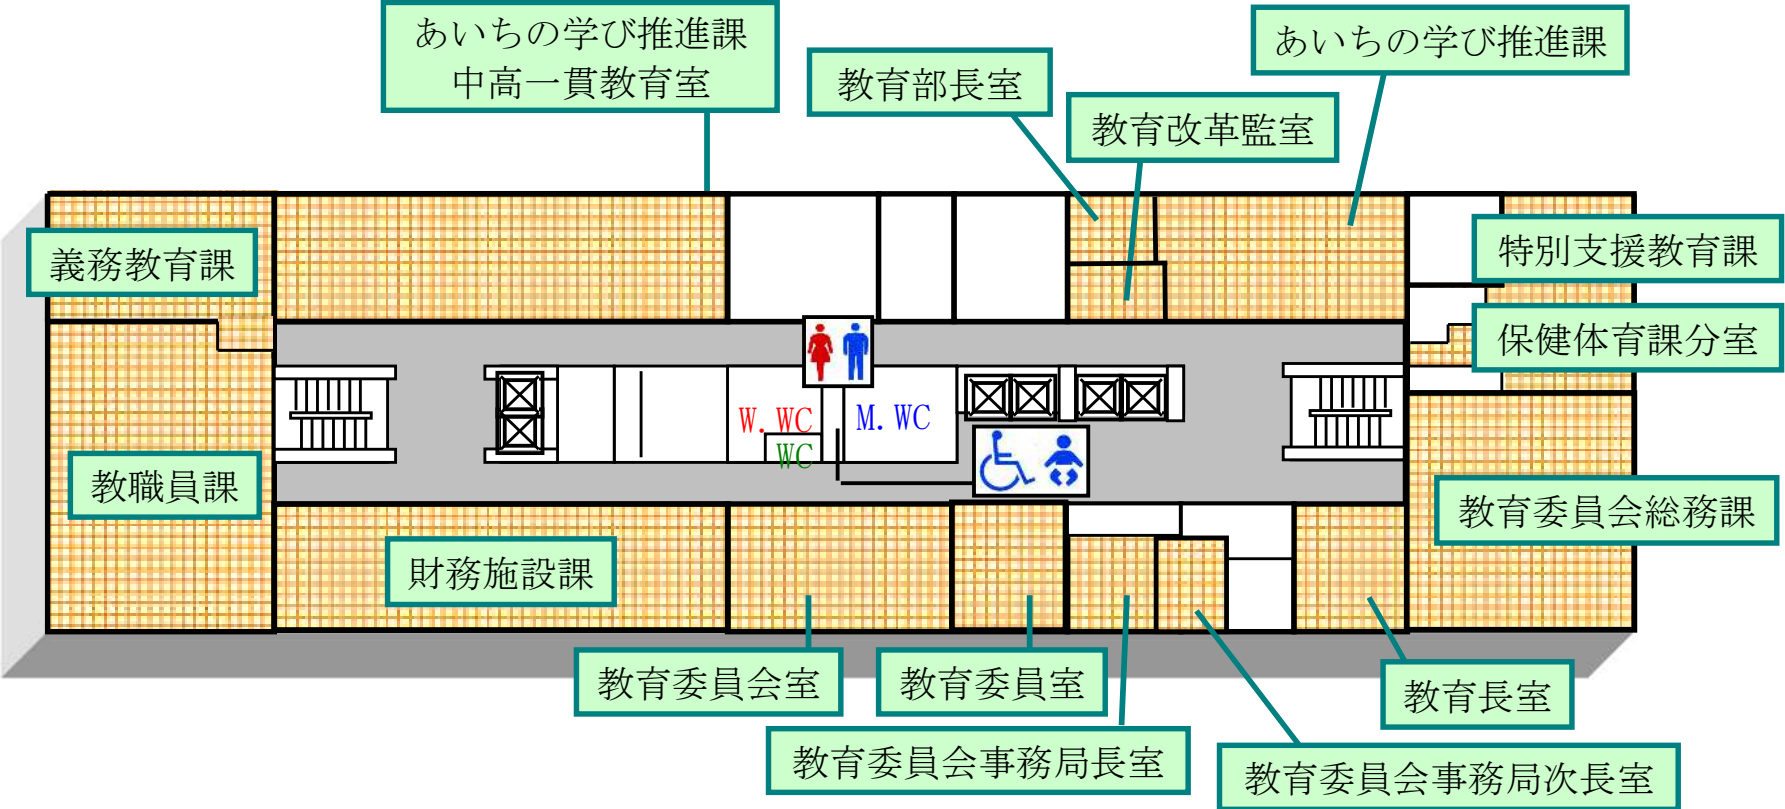 あいちの学び推進課
中高一貫教育室
教育部長室
教育改革監室
あいちの学び推進課
義務教育課
特別支援教育課
保健体育課分室
W.WC
M.WC
WC
教職員課
教育委員会総務課
財務施設課
教育委員会室
教育委員室
教育長室
教育委員会事務局長室
教育委員会事務局次長室